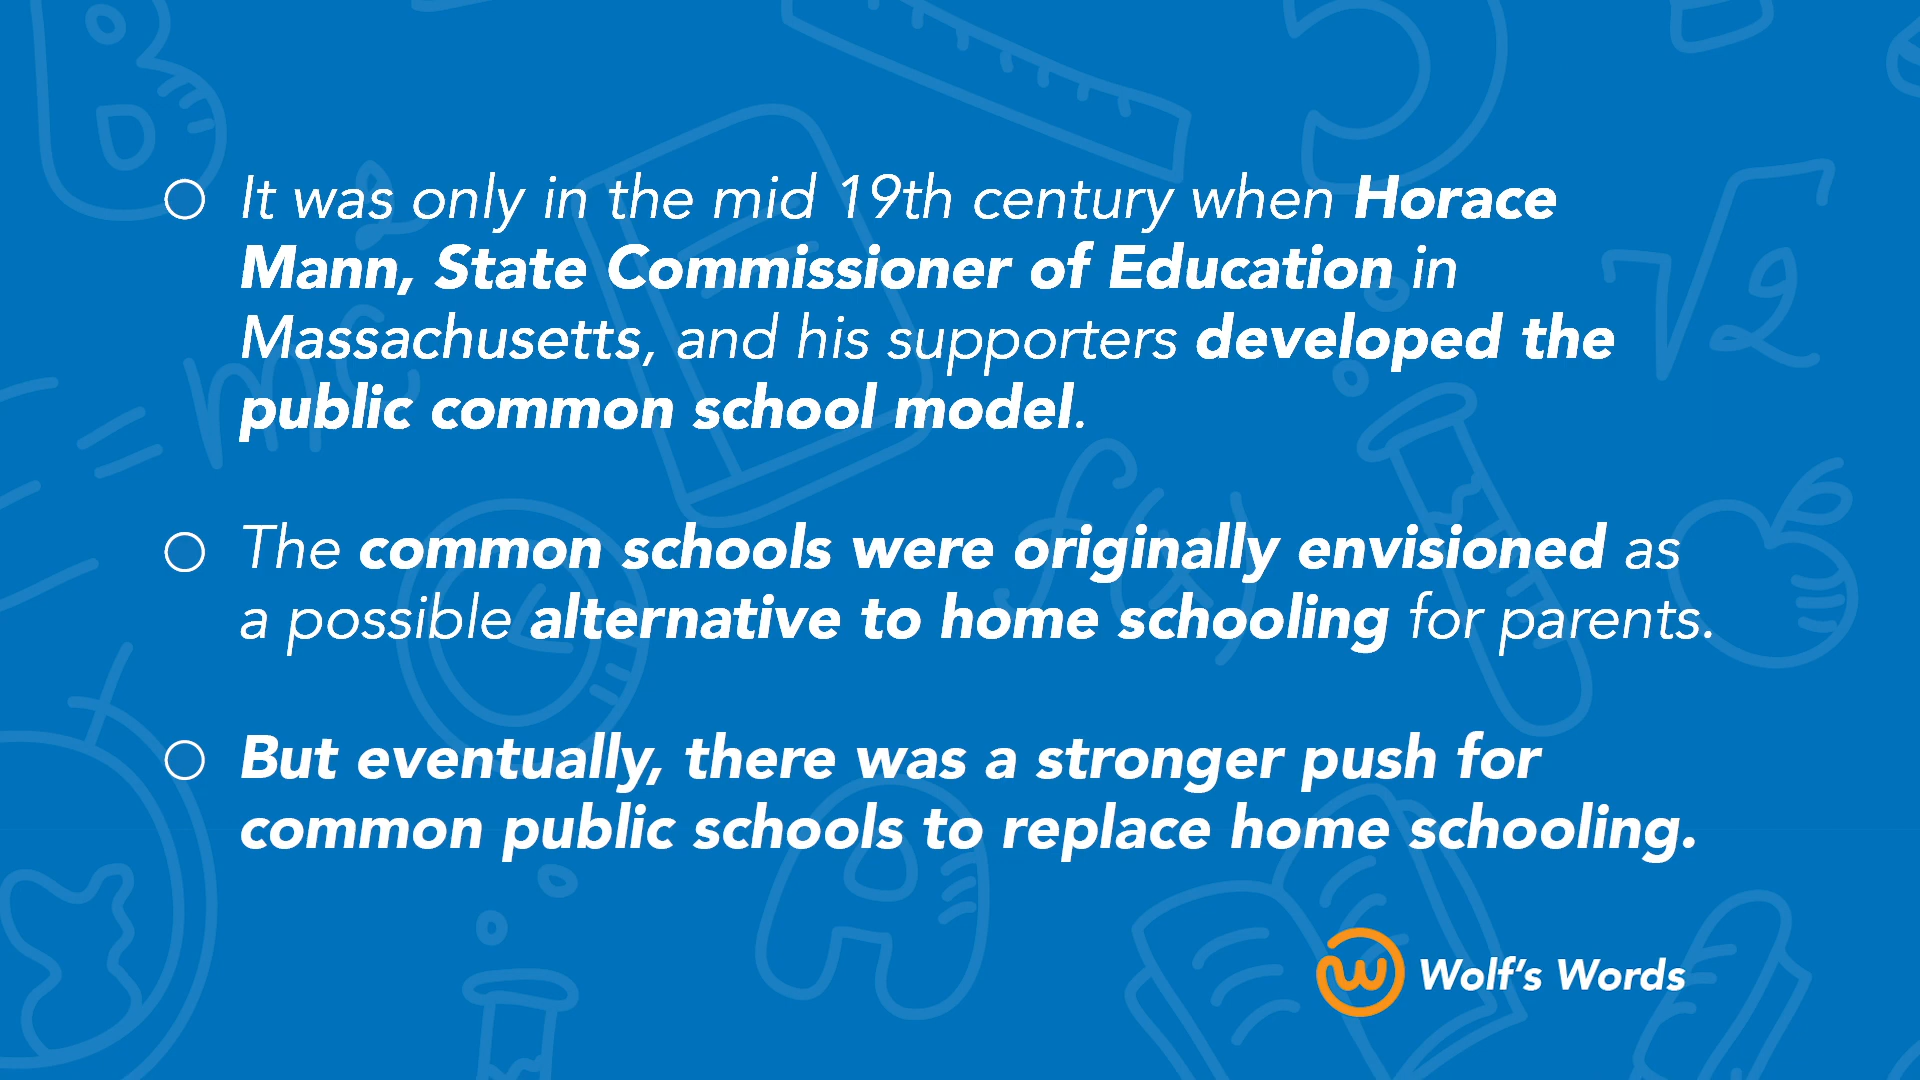 It was only in the mid 19th century when Horace
Mann, State Commissioner of Education in
Massachusetts, and his supporters developed the
public common school model.
The common schools were originally envisioned as
a possible alternative to home schooling for parents.
But eventually, there was a stronger push for
common public schools to replace home schooling.
Wolf's Words